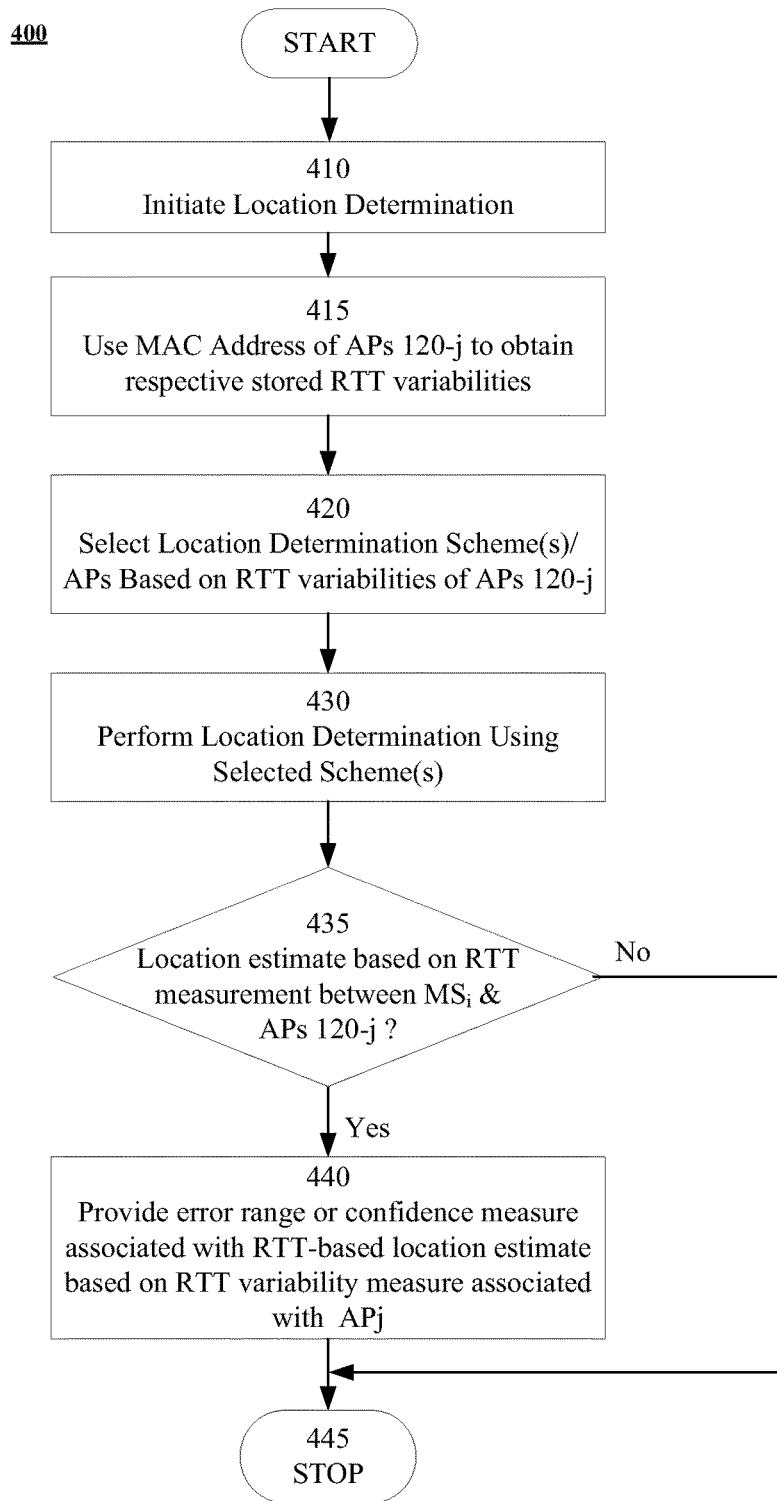 400
START
410
Initiate Location Determination
415
Use MAC Address of APs 120-j to obtain
respective stored RTT variabilities
420
Select Location Determination Scheme(s)/
APs Based on RTT variabilities of APs 120-j
430
Perform Location Determination Using
Selected Scheme(s)
435
Location estimate based on RTT
measurement between MSi &
APs 120-j ?
No
Yes
440
Provide error range or confidence measure
associated with RTT-based location estimate
based on RTT variability measure associated
with APj
445
STOP